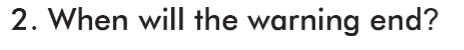 2. When will the warning end?